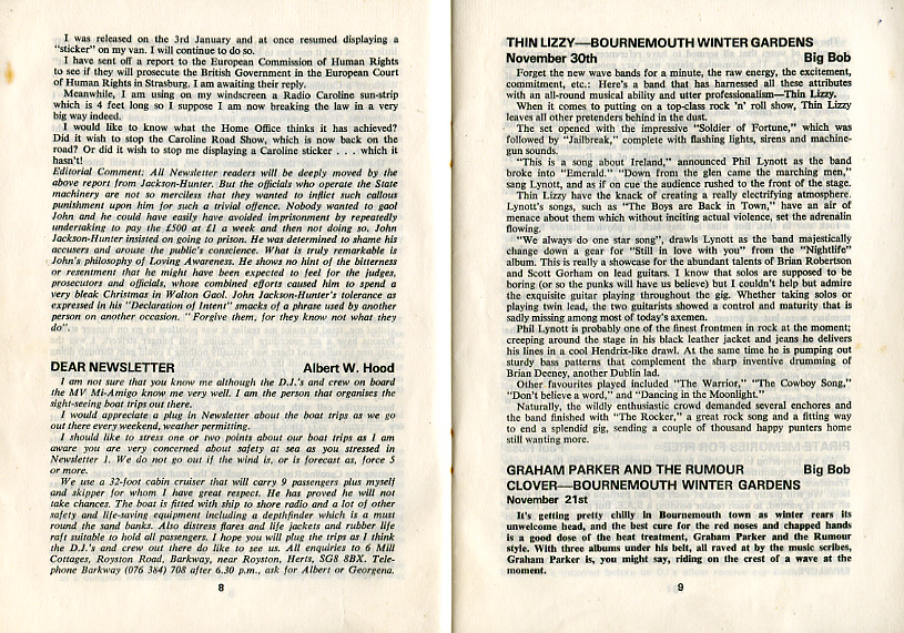 I was released on the 3rd January and at once resumed displaying a
"sticker" on my van. I will continue to do so.
I have sent off a report to the European Commission of Human Rights
to see if they will prosecute the British Government in the European Court
of Human Rights in Strasburg. I am awaiting their reply.
Meanwhile, I am using on my windscreen a Radio Caroline sun-strip
which is 4 feet long so I suppose I am now breaking the law in a very
big way indeed.
I would like to know what the Home Office thinks it has achieved?
Did it wish to stop the Caroline Road Show, which is now back on the
road? Or did it wish to stop me displaying a Caroline sticker . . . which it
hasn't!
Editorial Comment: All Newsletter readers will be deeply moved by the
above report from Jackson-Hunter. But the officials who operate the State
machinery are not so merciless that they wanted to inflict such callous
punishment upon him for such a trivial offence. Nobody wanted to gaol
John and he could have easily have avoided imprisonment by repeatedly
undertaking to pay the £500 at £1 a week and then not doing so. John
Jackson-Hunter insisted on going to prison. He was determined to shame his
accusers and arouse the public's conscience. What is truly remarkable is
John's philosophy of Loving Awareness. He shows no hint of the bitterness
or resentment that he might have been expected to feel for the judges,
prosecutors and officials, whose combined efforts caused him to spend a
very bleak Christmas in Walton Gaol. John Jackson-Hunter's tolerance as
expressed in his "Declaration of Intent" smacks of a phrase used by another
person on another occasion. "Forgive them, for they know not what they
do".
DEAR NEWSLETTER Albert W. Hood
I am not sure that you know me although the D.J.'s and crew on board
the MV Mi-Amigo know me very well. I am the person that organises the
sight-seeing boat trips out there.
I would appreciate a plug in Newsletter about the boat trips as we go
out there every weekend, weather permitting.
I should like to stress one or two points about our boat trips as I am
aware you are very concerned about safety at sea as you stressed in
Newsletter 1. We do not go out if the wind is, or is forecast as, force 5
or more.
We use a 32-foot cabin cruiser that will carry 9 passengers plus myself
and skipper for whom I have great respect. He has proved he will not
take chances. The boat is fitted with ship to shore radio and a lot of other
safety and life-saving equipment including a depthfinder which is a must
round the sand banks. Also distress flares and life jackets and rubber life
raft suitable to hold all passengers. I hope you will plug the trips as I think
the D.J.'s and crew out there do like to see us. All enquiries to 6 Mill
Cottages, Royston Road, Barkway, near Royston, Herts, SG8 8BX. Tele-
phone Barkway (076 384) 708 after 6.30 p.m., ask for Albert or Georgena.
8
THIN LIZZY—BOURNEMOUTH WINTER GARDENS
November 30th Big Bob
Forget the new wave bands for a minute, the raw energy, the excitement,
commitment, etc.: Here's a band that has harnessed all these attributes
with an all-round musical ability and utter professionalism—Thin Lizzy.
When it comes to putting on a top-class rock 'n' roll show, Thin Lizzy
leaves all other pretenders behind in the dust.
The set opened with the impressive "Soldier of Fortune," which was
followed by "Jailbreak," complete with flashing lights, sirens and machine-
gun sounds.
"This is a song about Ireland," announced Phil Lynott as the band
broke into "Emerald." "Down from the glen came the marching men,"
sang Lynott, and as if on cue the audience rushed to the front of the stage.
Thin Lizzy have the knack of creating a really electrifying atmosphere.
Lynott's songs, such as "The Boys are Back in Town," have an air of
menace about them which without inciting actual violence, set the adrenalin
flowing.
"'We always do one star song", drawls Lynott as the band majestically
change down a gear for "Still in love with you" from the "Nightlife"
album. This is really a showcase for the abundant talents of Brian Robertson
and Scott Gorham on lead guitars. I know that solos are supposed to be
boring (or so the punks will have us believe) but I couldn't help but admire
the exquisite guitar playing throughout the gig. Whether taking solos or
playing twin lead, the two guitarists showed a control and maturity that is
sadly missing among most of today's axemen.
Phil Lynott is probably one of the finest frontmen in rock at the moment;
creeping around the stage in his black leather jacket and jeans he delivers
his lines in a cool Hendrix-like drawl. At the same time he is pumping out
sturdy bass patterns that complement the sharp inventive drumming of
Brian Decney, another Dublin lad.
Other favourites played included "The Warrior," "The Cowboy Song,"
"Don't believe a word," and "Dancing in the Moonlight."
Naturally, the wildly enthusiastic crowd demanded several enchores and
the band finished with "The Rocker," a great rock song and a fitting way
to end a splendid gig, sending a couple of thousand happy punters home
still wanting more.
GRAHAM PARKER AND THE RUMOUR Big Bob
CLOVER—BOURNEMOUTH WINTER GARDENS
November 21st
It's getting pretty chilly in Bournemouth town as winter rears its
unwelcome head, and the best cure for the red noses and chapped hands
is a good dose of the heat treatment, Graham Parker and the Rumour
style. With three albums under his belt, all raved at by the music scribes,
Graham Parker is, you might say, riding on the crest of a wave at the
moment.
9